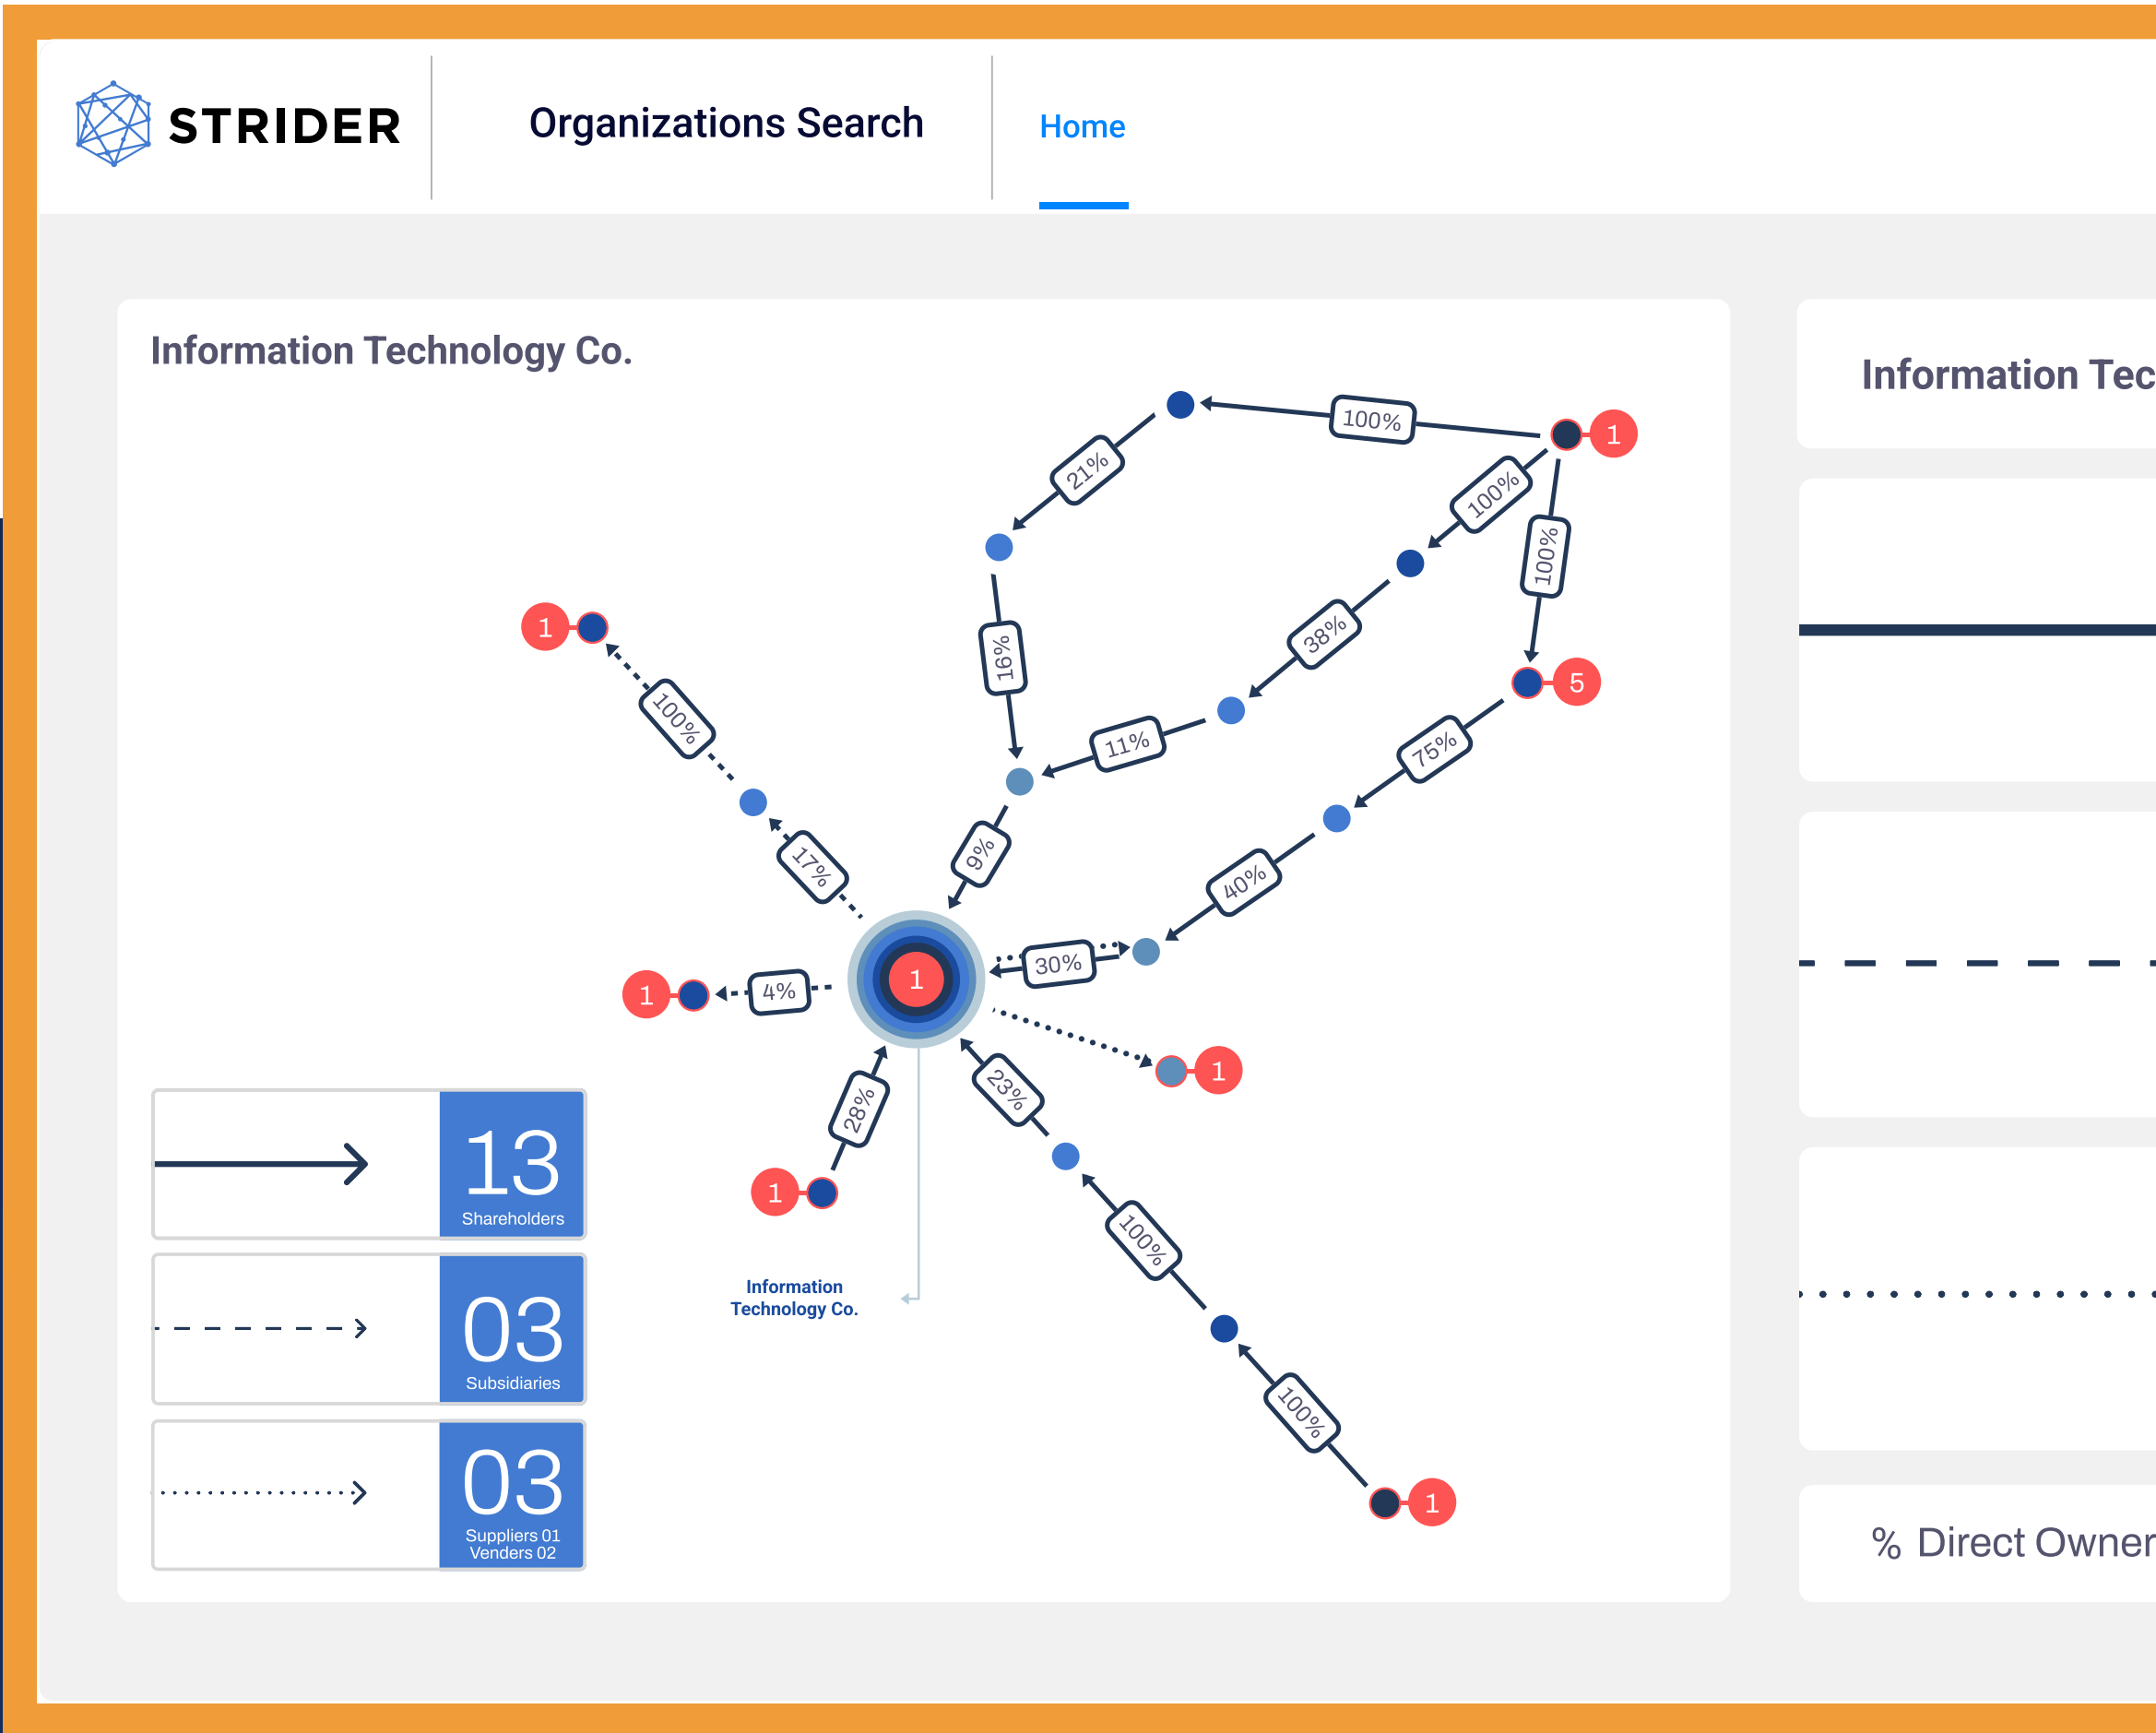 STRIDER
Organizations Search
Home
Information Technology Co.
Information Tec
100%
1
21%
100%
100%
38%
1
16%
5
100%
11%
75%
17%
9%
40%
30%
1
1
4%
1
23%
28%
1
100%
Information
Technology Co.
100%
1
13
Shareholders
03
Subsidiaries
03
Suppliers 01
Venders 02
% Direct Owner